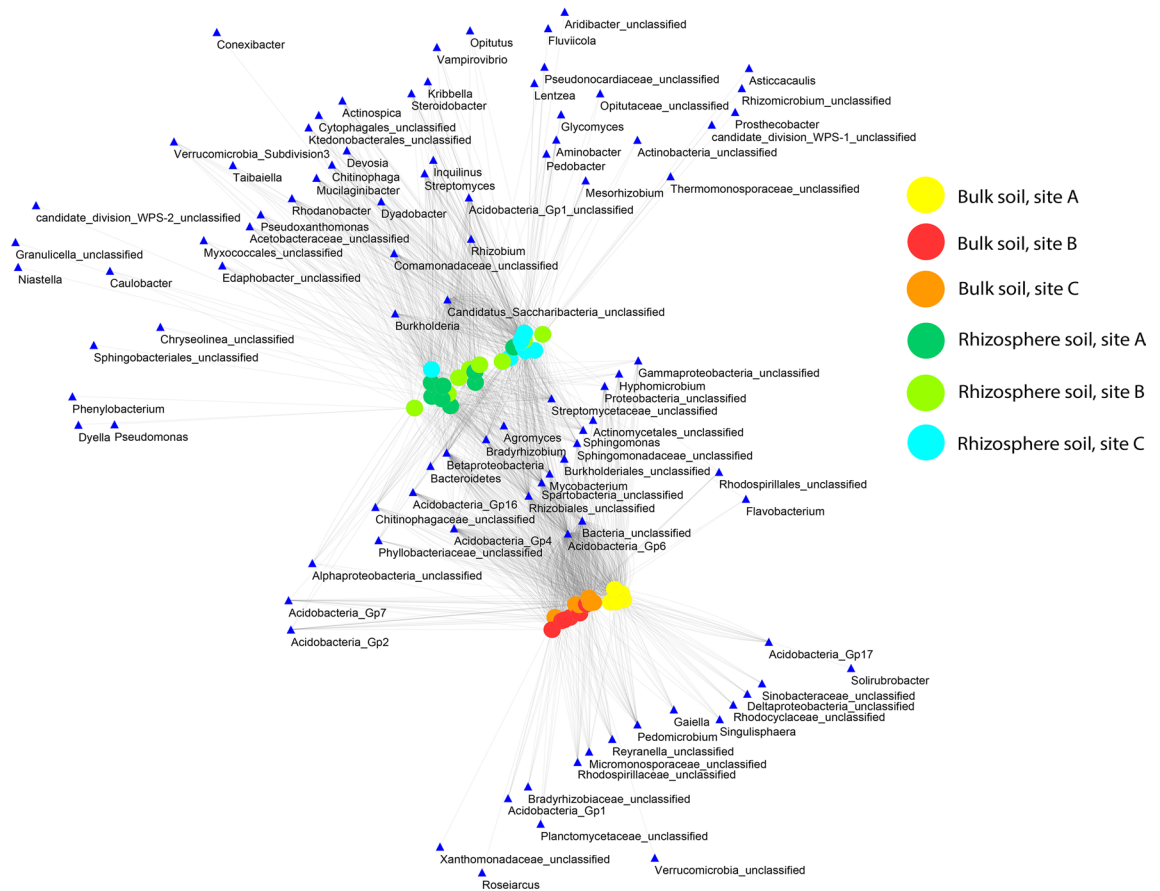 Aridibacter_unclassified
Fluviicola
Conexibacter
Opitutus
Vampirovibrio
Pseudonocardiaceae_unclassified
Asticcacaulis
Kribbella
Lentzea
Rhizomicrobium_unclassified
Steroidobacter
Opitutaceae_unclassified
Actinospica
Prosthecobacter
Cytophagales_unclassified
Glycomyces
candidate_division_WPS-1_unclassified
Ktedonobacterales_unclassified
Verrucomicrobia_Subdivision3
Aminobacter
Actinobacteria_unclassified
Devosia
Pedobacter
Taibaiella
Chitinophaga
Inquilinus
Mucilaginibacter
Streptomyces
Mesorhizobium
Thermomonosporaceae_unclassified
Rhodanobacter
Dyadobacter
Acidobacteria_Gp1_unclassified
candidate_division_WPS-2_unclassified
Pseudoxanthomonas
Acetobacteraceae_unclassified
Granulicella_unclassified
Myxococcales_unclassified
Rhizobium
Niastella
Caulobacter
Edaphobacter_unclassified
Comamonadaceae_unclassified
Candidatus_Saccharibacteria_unclassified
Burkholderia
Chryseolinea_unclassified
Sphingobacteriales_unclassified
Bulk soil, site A
Bulk soil, site B
Bulk soil, site C
Rhizosphere soil, site A
Rhizosphere soil, site B
Rhizosphere soil, site C
Gammaproteobacteria_unclassified
Hyphomicrobium
Proteobacteria_unclassified
Phenylobacterium
Streptomycetaceae_unclassified
Dyella
Pseudomonas
Agromyces
Actinomycetales_unclassified
Bradyrhizobium
Sphingomonas
Sphingomonadaceae_unclassified
Betaproteobacteria
Burkholderiales_unclassified
Bacteroidetes
Mycobacterium
Rhodospirillales_unclassified
Spartobacteria_unclassified
Acidobacteria_Gp16
Rhizobiales_unclassified
Flavobacterium
Chitinophagaceae_unclassified
Bacteria_unclassified
Acidobacteria_Gp4
Acidobacteria_Gp6
Phyllobacteriaceae_unclassified
Alphaproteobacteria_unclassified
Acidobacteria_Gp7
Acidobacteria_Gp2
Acidobacteria_Gp17
Solirubrobacter
Sinobacteraceae_unclassified
Deltaproteobacteria_unclassified
Rhodocyclaceae_unclassified
Gaiella
Singulisphaera
Pedomicrobium
Reyranella_unclassified
Micromonosporaceae_unclassified
Rhodospirillaceae_unclassified
Bradyrhizobiaceae_unclassified
Acidobacteria_Gp1
Planctomycetaceae_unclassified
Xanthomonadaceae_unclassified
Verrucomicrobia_unclassified
Roseiarcus